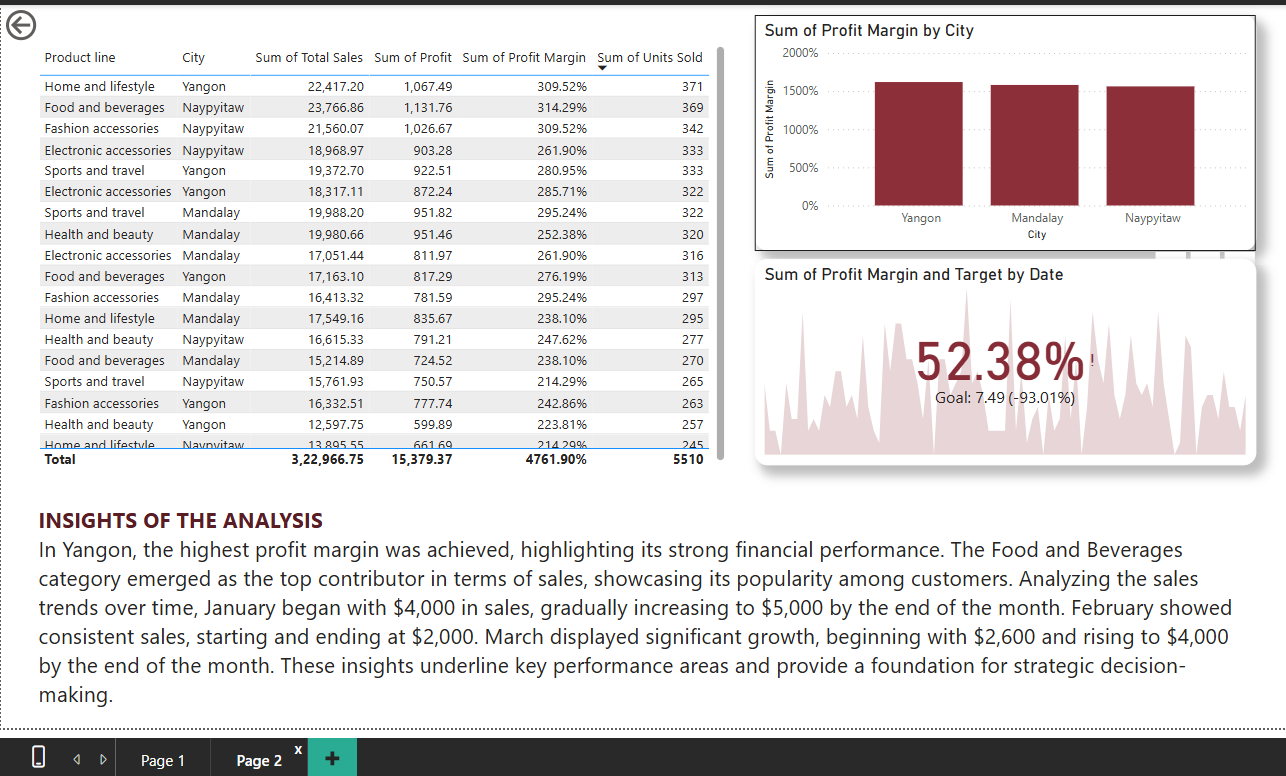 Product line City Sum of Total Sales Sum of Profit Sum of Profit Margin Sum of Units Sold
Home and lifestyle Yangon 22,417.20 1,067.49 309.52% 371
Food and beverages Naypyitaw 23,766.86 1,131.76 314.29% 369
Fashion accessories Naypyitaw 21,560.07 1,026.67 309.52% 342
Electronic accessories Naypyitaw 18,968.97 903.28 261.90% 333
Sports and travel Yangon 19,372.70 922.51 280.95% 333
Electronic accessories Yangon 18,317.11 872.24 285.71% 322
Sports and travel Mandalay 19,988.20 951.82 295.24% 322
Health and beauty Mandalay 19,980.66 951.46 252.38% 320
Electronic accessories Mandalay 17,051.44 811.97 261.90% 316
Food and beverages Yangon 17,163.10 817.29 276.19% 313
Fashion accessories Mandalay 16,413.32 781.59 295.24% 297
Home and lifestyle Mandalay 17,549.16 835.67 238.10% 295
Health and beauty Naypyitaw 16,615.33 791.21 247.62% 277
Food and beverages Mandalay 15,214.89 724.52 238.10% 270
Sports and travel Naypyitaw 15,761.93 750.57 214.29% 265
Fashion accessories Yangon 16,332.51 777.74 242.86% 263
Health and beauty Yangon 12,597.75 599.89 223.81% 257
Home and lifestyle Naypyitaw 13,895.55 661.69 214.29% 245
Total 3,22,966.75 15,379.37 4761.90% 5510
Sum of Profit Margin by City
Sum of Profit Margin
2000%
1500%
1000%
500%
0%
Yangon Mandalay Naypyitaw
City
Sum of Profit Margin and Target by Date
52.38%!
Goal: 7.49 (-93.01%)
INSIGHTS OF THE ANALYSIS
In Yangon, the highest profit margin was achieved, highlighting its strong financial performance. The Food and Beverages
category emerged as the top contributor in terms of sales, showcasing its popularity among customers. Analyzing the sales
trends over time, January began with $4,000 in sales, gradually increasing to $5,000 by the end of the month. February showed
consistent sales, starting and ending at $2,000. March displayed significant growth, beginning with $2,600 and rising to $4,000
by the end of the month. These insights underline key performance areas and provide a foundation for strategic decision-
making.
Page 1 Page 2 x +